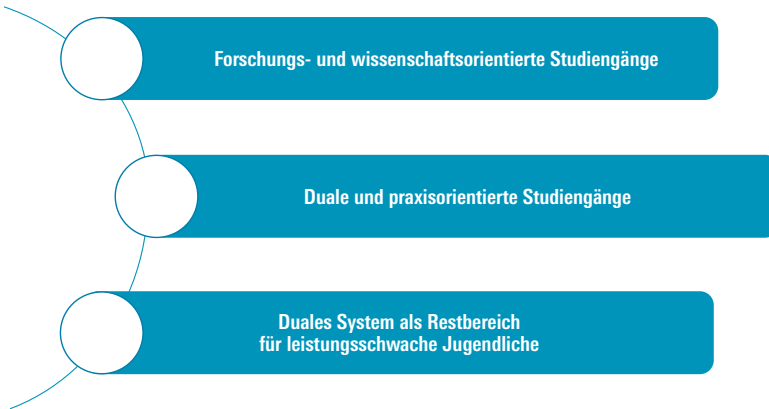 Forschungs- und wissenschaftsorientierte Studiengänge
Duale und praxisorientierte Studiengänge
Duales System als Restbereich
für leistungsschwache Jugendliche